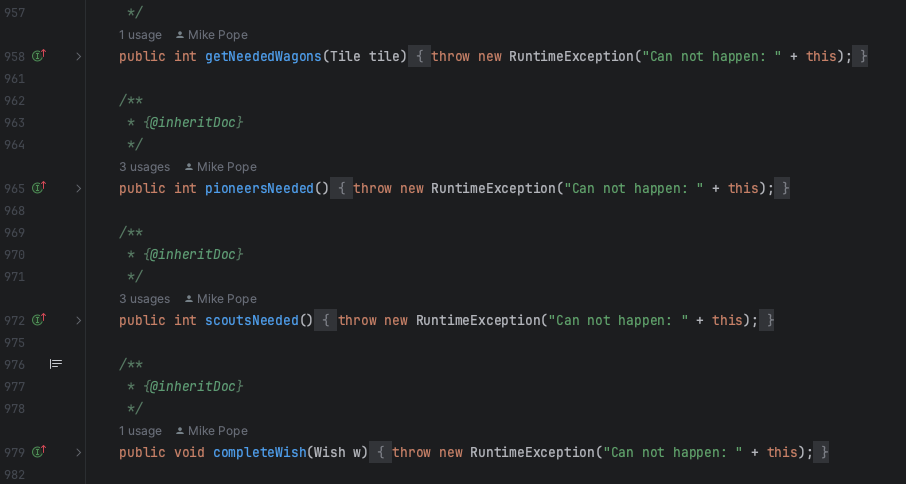 957 */
1 usage Mike Pope
958 public int getNeededWagons(Tile tile) { throw new RuntimeException("Can not happen: " + this); }
961
962 /**
963 * {@inheritDoc}
964 */
3 usages Mike Pope
965 public int pioneersNeeded() { throw new RuntimeException("Can not happen: " + this); }
968
969 /**
970 * {@inheritDoc}
971 */
3 usages Mike Pope
972 public int scoutsNeeded() { throw new RuntimeException("Can not happen: " + this); }
975
976 /**
977 * {@inheritDoc}
978 */
1 usage Mike Pope
979 public void completeWish(Wish w) { throw new RuntimeException("Can not happen: " + this); }
982